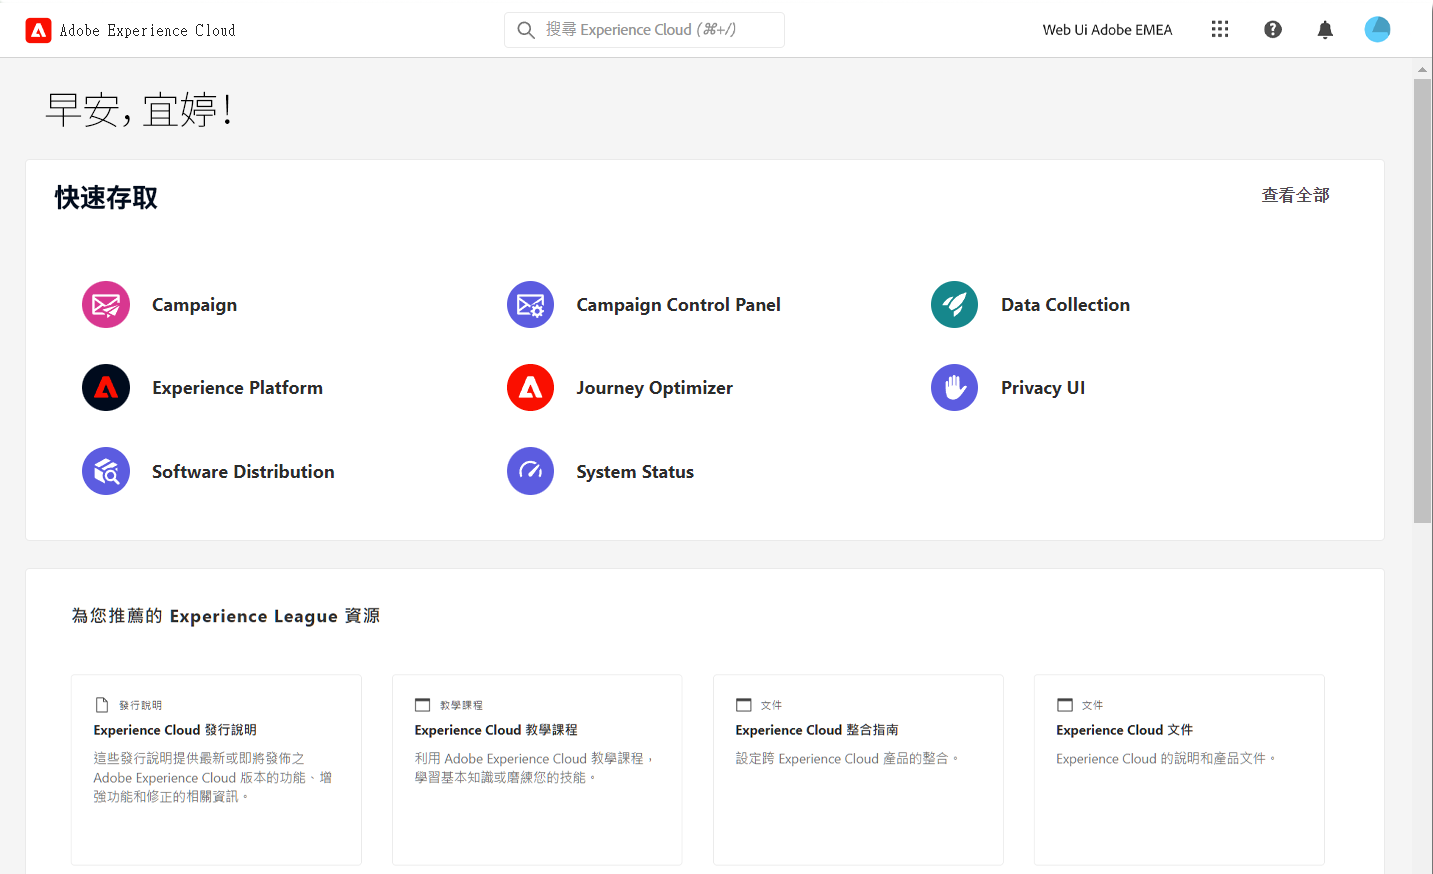 Adobe Experience Cloud
搜尋 Experience Cloud (⌘+/)
Web Ui Adobe EMEA
早安，宜婷！
快速存取
查看全部
Campaign
Campaign Control Panel
Data Collection
Experience Platform
Journey Optimizer
Privacy UI
Software Distribution
System Status
為您推薦的 Experience League 資源
發行說明
Experience Cloud 發行說明
這些發行說明提供最新或即將發佈之
Adobe Experience Cloud 版本的功能、增
強功能和修正的相關資訊。
教學課程
Experience Cloud 教學課程
利用 Adobe Experience Cloud 教學課程，
學習基本知識或磨練您的技能。
文件
Experience Cloud 整合指南
設定跨 Experience Cloud 產品的整合。
文件
Experience Cloud 文件
Experience Cloud 的說明和產品文件。